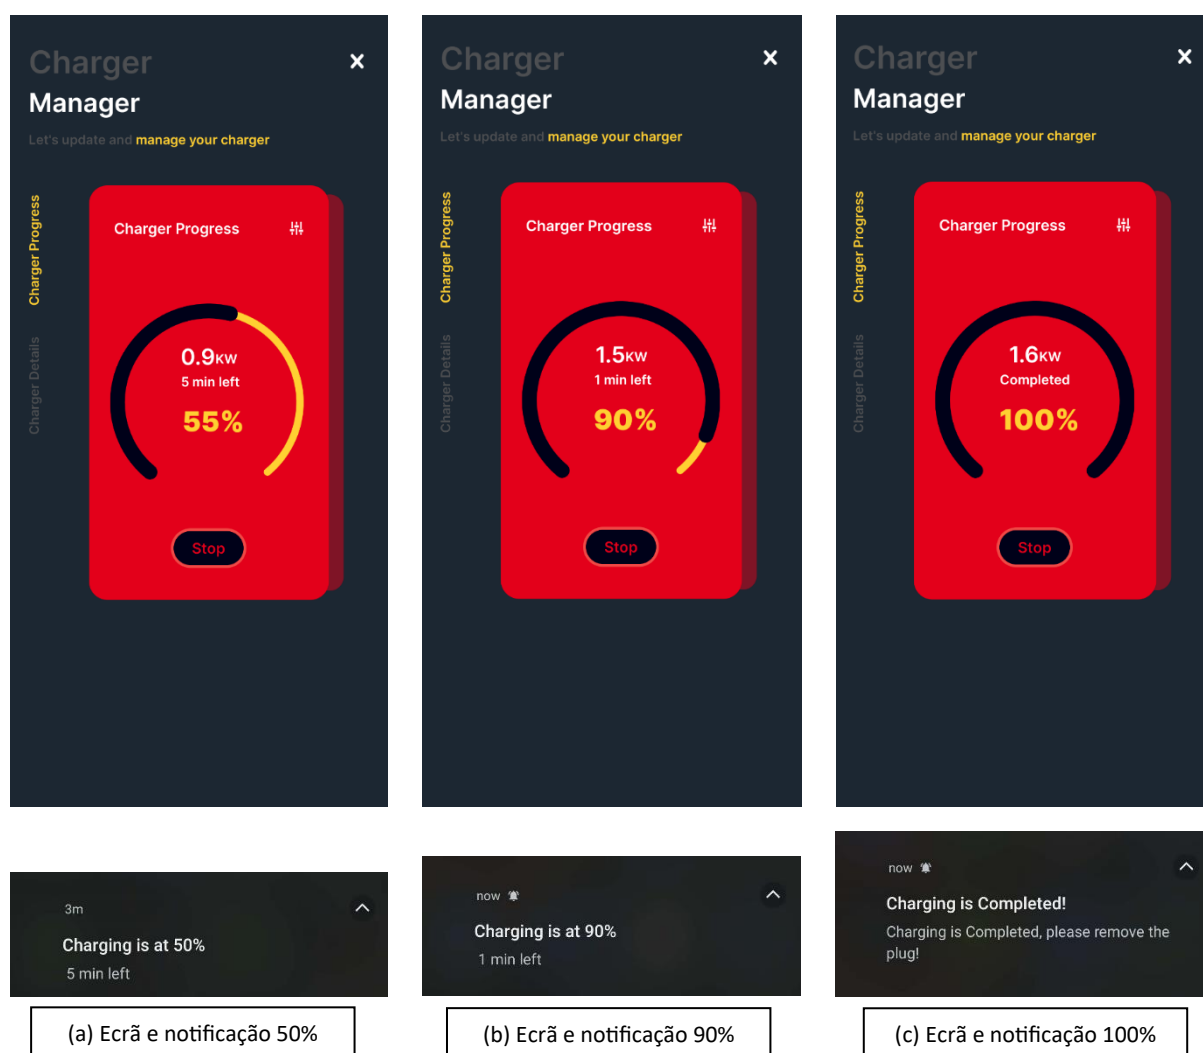 Charger
Manager
Let's update and manage your charger
Charger Progress
Charger Details
Charger Progress
0.9KW
5 min left
55%
Stop
3m
Charging is at 50%
5 min left
(a) Ecrã e notificação 50%
Charger
Manager
Let's update and manage your charger
Charger Progress
Charger Details
Charger Progress
1.5KW
1 min left
90%
Stop
now
Charging is at 90%
1 min left
(b) Ecrã e notificação 90%
Charger
Manager
Let's update and manage your charger
Charger Progress
Charger Details
Charger Progress
1.6KW
Completed
100%
Stop
now
Charging is Completed!
Charging is Completed, please remove the
plug!
(c) Ecrã e notificação 100%